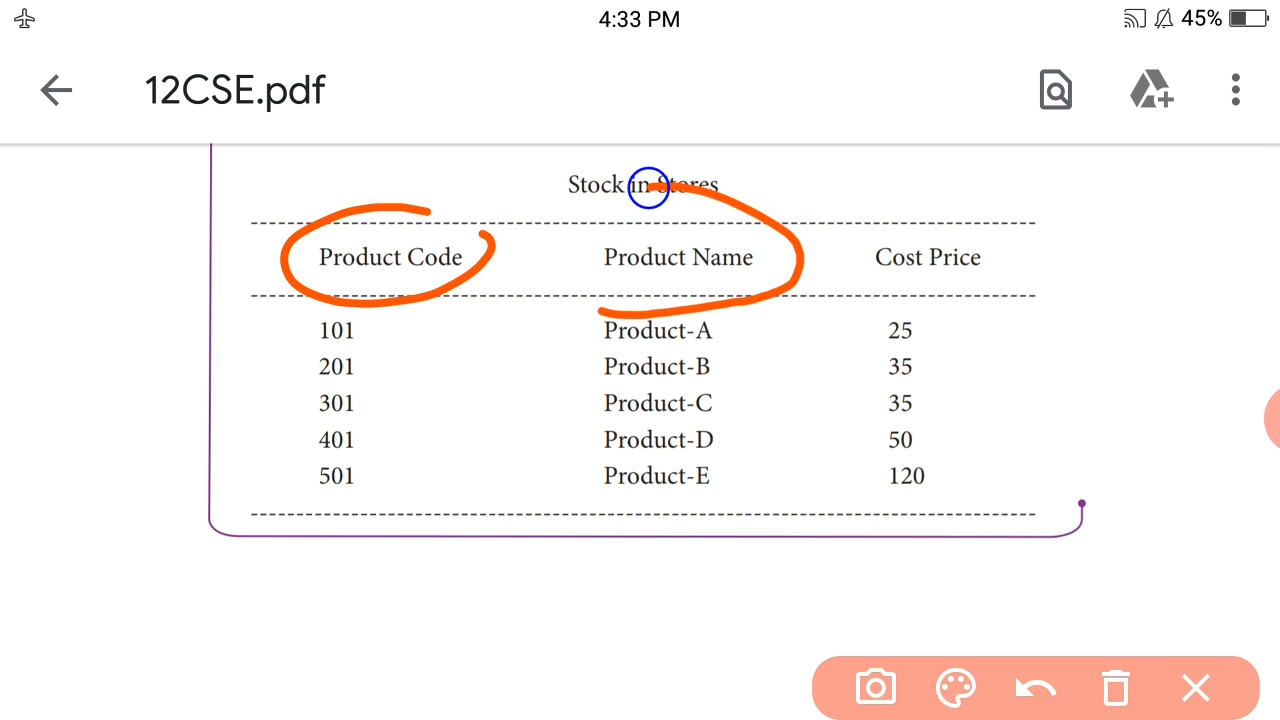 4:33 PM
45%
12CSE.pdf
Stock in Stores
Product Code Product Name Cost Price
101 Product-A 25
201 Product-B 35
301 Product-C 35
401 Product-D 50
501 Product-E 120